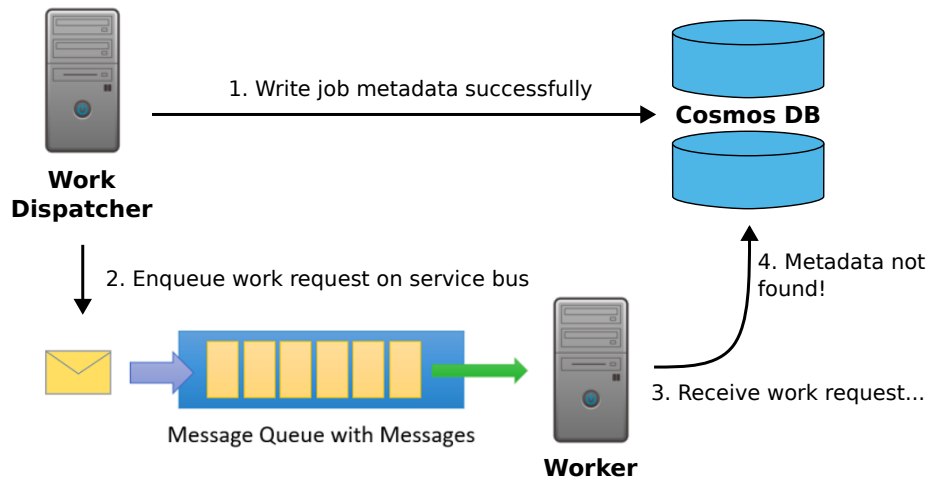 1. Write job metadata successfully
Cosmos DB
Work
Dispatcher
2. Enqueue work request on service bus
4. Metadata not
found!
3. Receive work request...
Message Queue with Messages
Worker